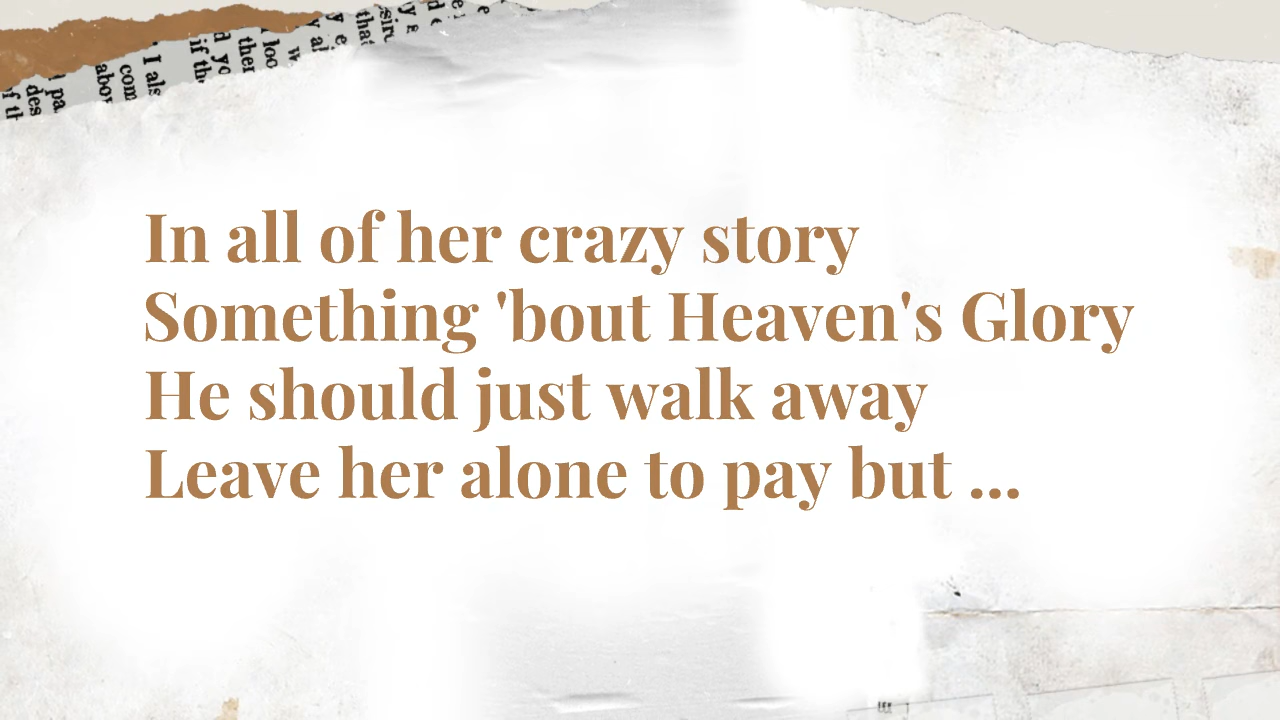 In all of her crazy story
Something 'bout Heaven's Glory
He should just walk away
Leave her alone to pay but ...